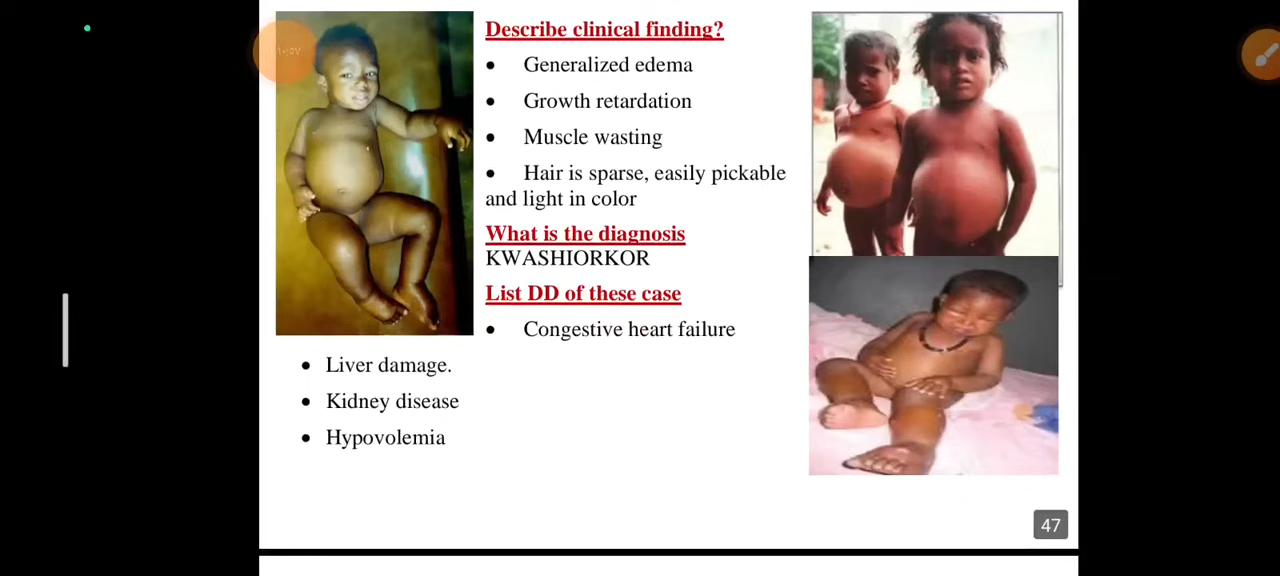 Describe clinical finding?
• Generalized edema
• Growth retardation
• Muscle wasting
• Hair is sparse, easily pickable
and light in color
What is the diagnosis
KWASHIORKOR
List DD of these case
• Congestive heart failure
• Liver damage.
• Kidney disease
• Hypovolemia
47